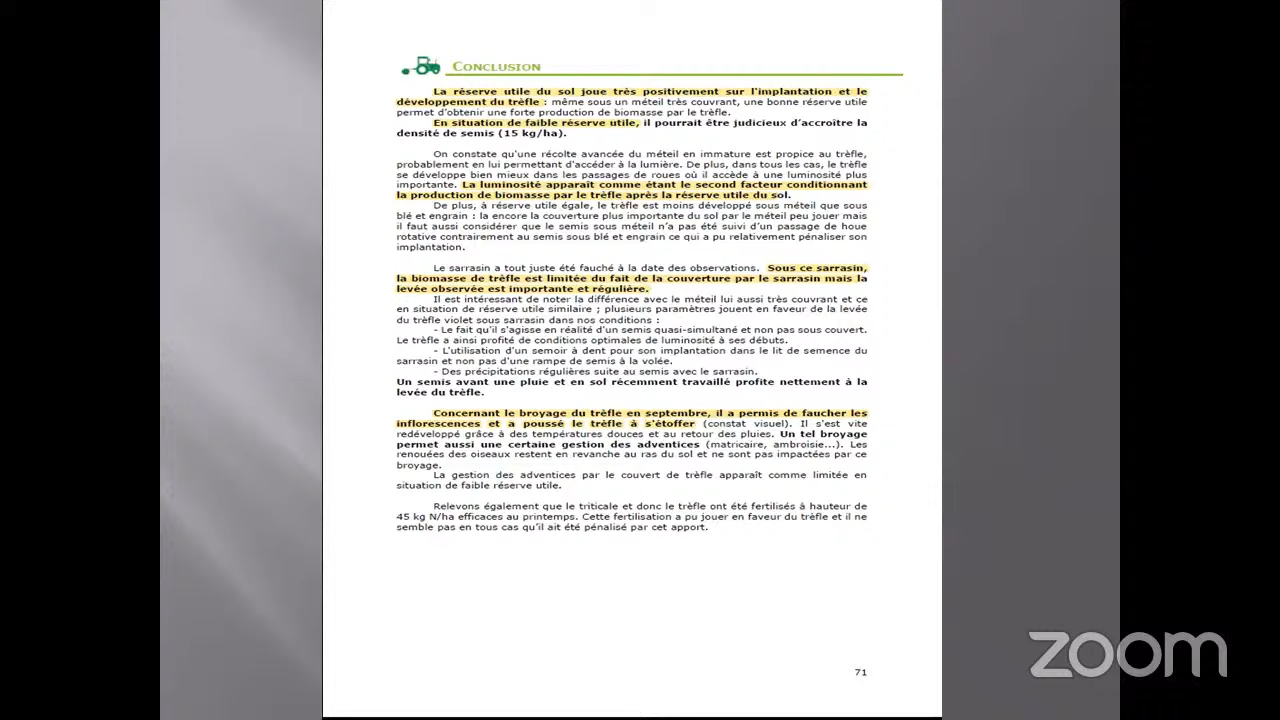 CONCLUSION
La réserve utile du sol joue très positivement sur l'implantation et le
développement du trèfle : même sous un méteil très couvrant, une bonne réserve utile
permet d'obtenir une forte production de biomasse par le trèfle.
En situation de faible réserve utile, il pourrait être judicieux d'accroître la
densité de semis (15 kg/ha).
On constate qu'une récolte avancée du méteil en immature est propice au trèfle,
probablement en lui permettant d'accéder à la lumière. De plus, dans tous les cas, le trèfle
se développe bien mieux dans les passages de roues où il accède à une luminosité plus
importante. La luminosité apparaît comme étant le second facteur conditionnant
la production de biomasse par le trèfle après la réserve utile du sol.
De plus, à réserve utile égale, le trèfle est moins développé sous méteil que sous
blé et engrain : la encore la couverture plus importante du sol par le méteil peu jouer mais
il faut aussi considérer que le semis sous méteil n'a pas été suivi d'un passage de houe
rotative contrairement au semis sous blé et engrain ce qui a pu relativement pénaliser son
implantation.
Le sarrasin a tout juste été fauché à la date des observations. Sous ce sarrasin,
la biomasse de trèfle est limitée du fait de la couverture par le sarrasin mais la
levée observée est importante et régulière.
Il est intéressant de noter la différence avec le méteil lui aussi très couvrant et ce
en situation de réserve utile similaire ; plusieurs paramètres jouent en faveur de la levée
du trèfle violet sous sarrasin dans nos conditions :
- Le fait qu'il s'agisse en réalité d'un semis quasi-simultané et non pas sous couvert.
Le trèfle a ainsi profité de conditions optimales de luminosité à ses débuts.
- L'utilisation d'un semoir à dent pour son implantation dans le lit de semence du
sarrasin et non pas d'une rampe de semis à la volée.
- Des précipitations régulières suite au semis avec le sarrasin.
Un semis avant une pluie et en sol récemment travaillé profite nettement à la
levée du trèfle.
Concernant le broyage du trèfle en septembre, il a permis de faucher les
inflorescences et a poussé le trèfle à s'étoffer (constat visuel). Il s'est vite
redéveloppé grâce à des températures douces et au retour des pluies. Un tel broyage
permet aussi une certaine gestion des adventices (matricaire, ambroisie...). Les
renouées des oiseaux restent en revanche au ras du sol et ne sont pas impactées par ce
broyage.
La gestion des adventices par le couvert de trèfle apparaît comme limitée en
situation de faible réserve utile.
Relevons également que le triticale et donc le trèfle ont été fertilisés à hauteur de
45 kg N/ha efficaces au printemps. Cette fertilisation a pu jouer en faveur du trèfle et il ne
semble pas en tous cas qu'il ait été pénalisé par cet apport.
zoom
71